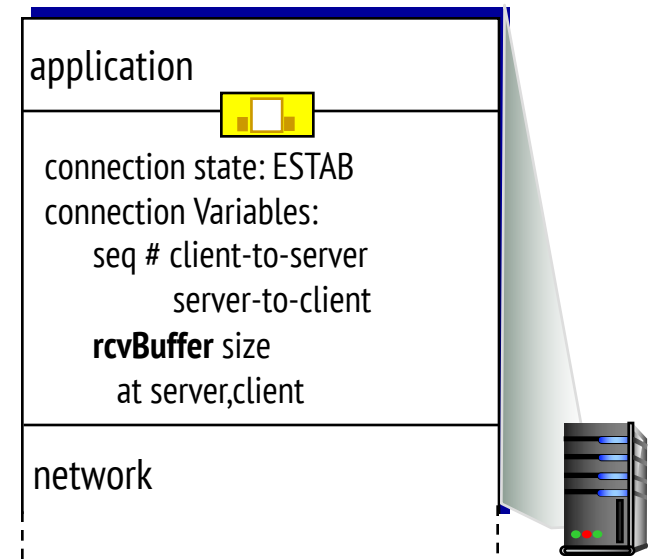 application
connection state: ESTAB
connection Variables:
seq # client-to-server
server-to-client
rcvBuffer size
at server,client
network